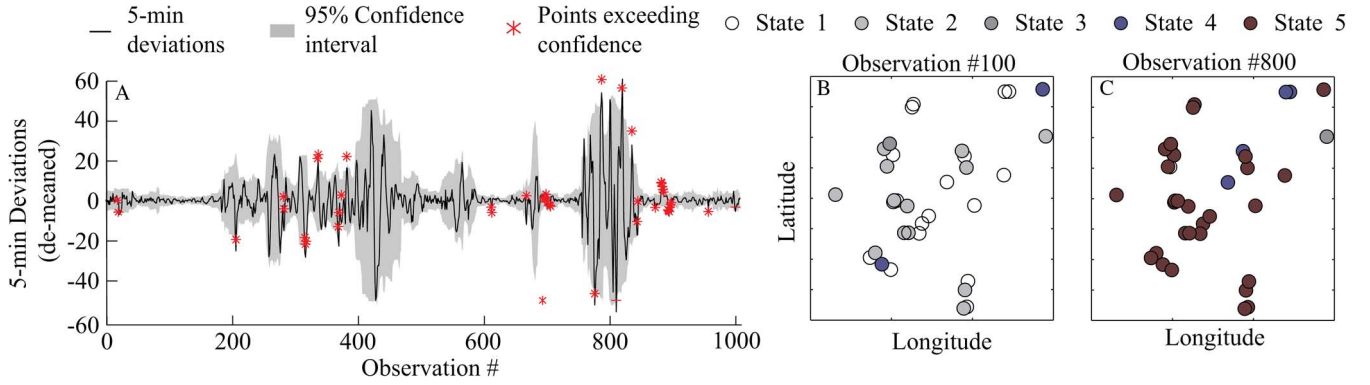 5-min deviations
95% Confidence interval
Points exceeding confidence
State 1
State 2
State 3
State 4
State 5
A
5-min Deviations (de-meaned)
60
40
20
0
-20
-40
-60
0
200
400
600
800
1000
Observation #
Observation #100
B
Latitude
Longitude
Observation #800
C
Longitude